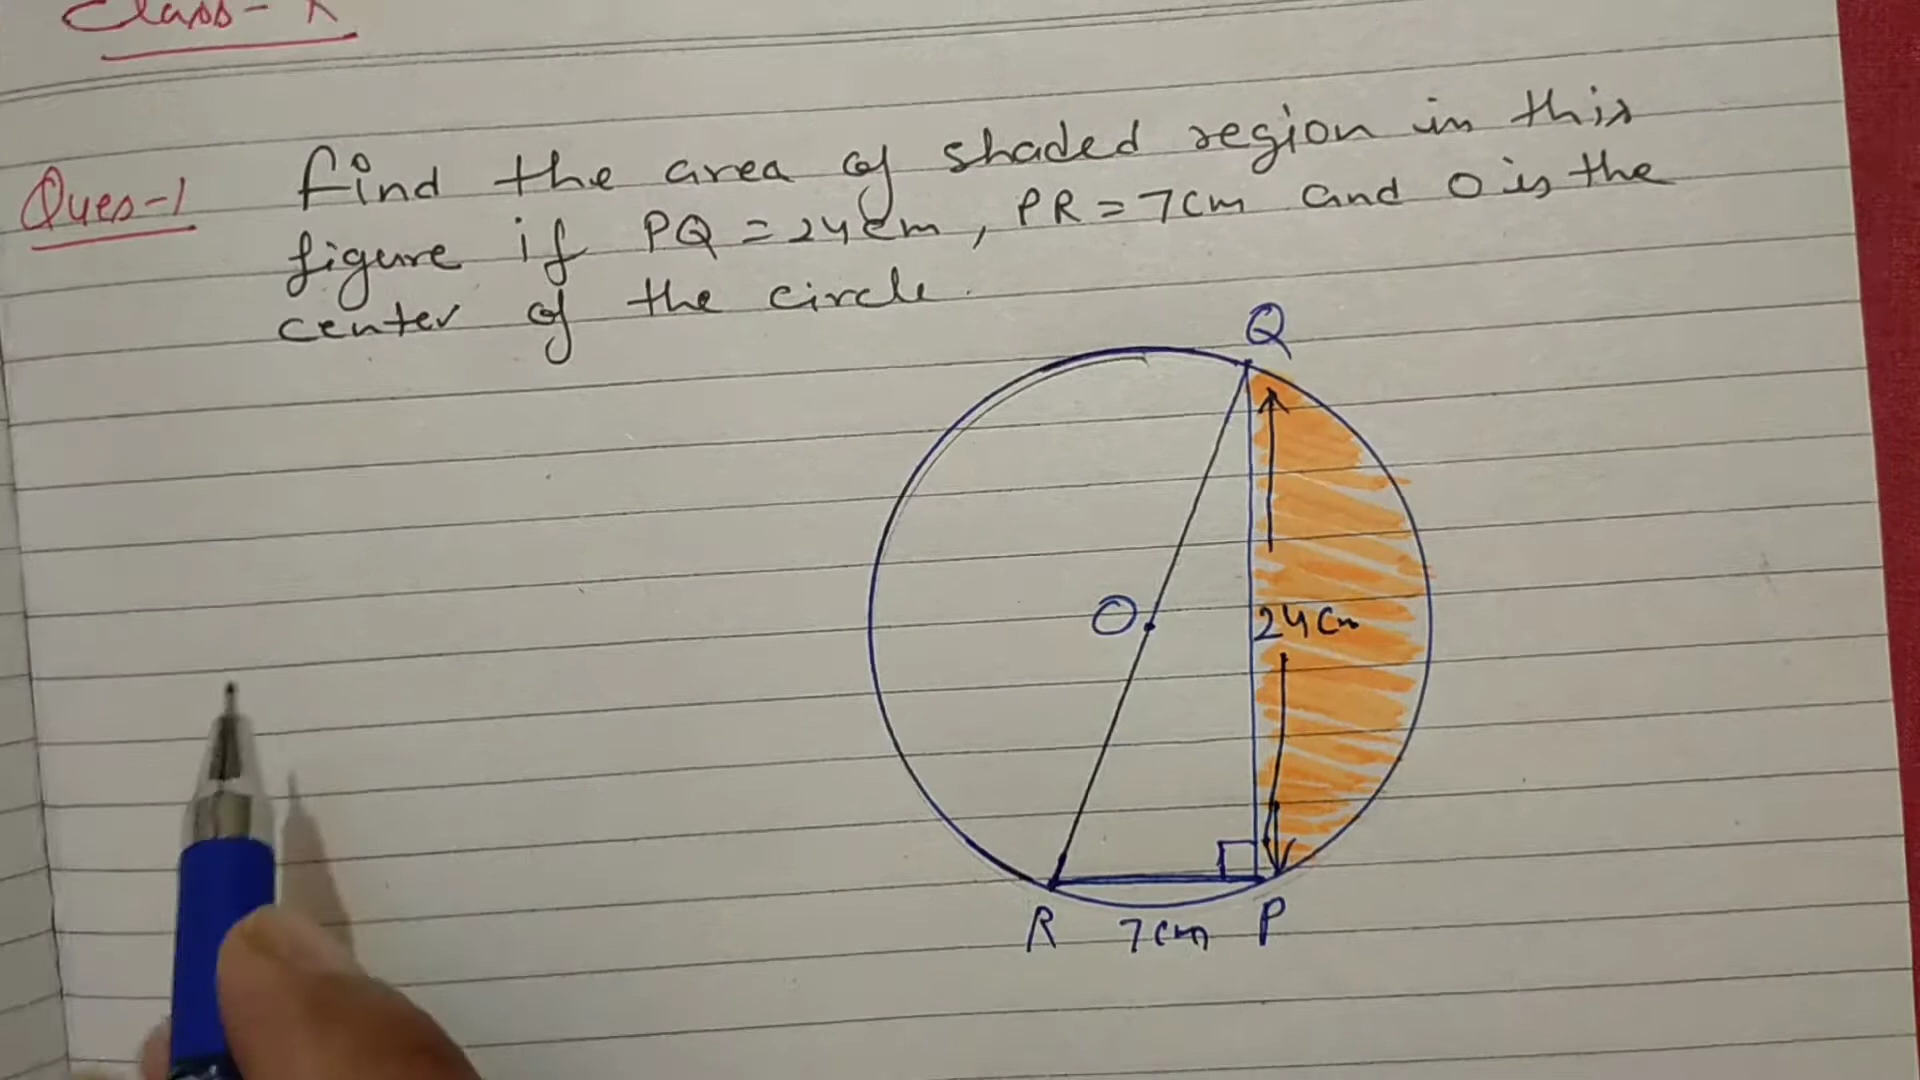 Class- X
Ques-1 Find the area of shaded region in this
figure if PQ = 24cm, PR = 7cm and O is the
center of the circle.
Q
O
24cm
R 7cm P